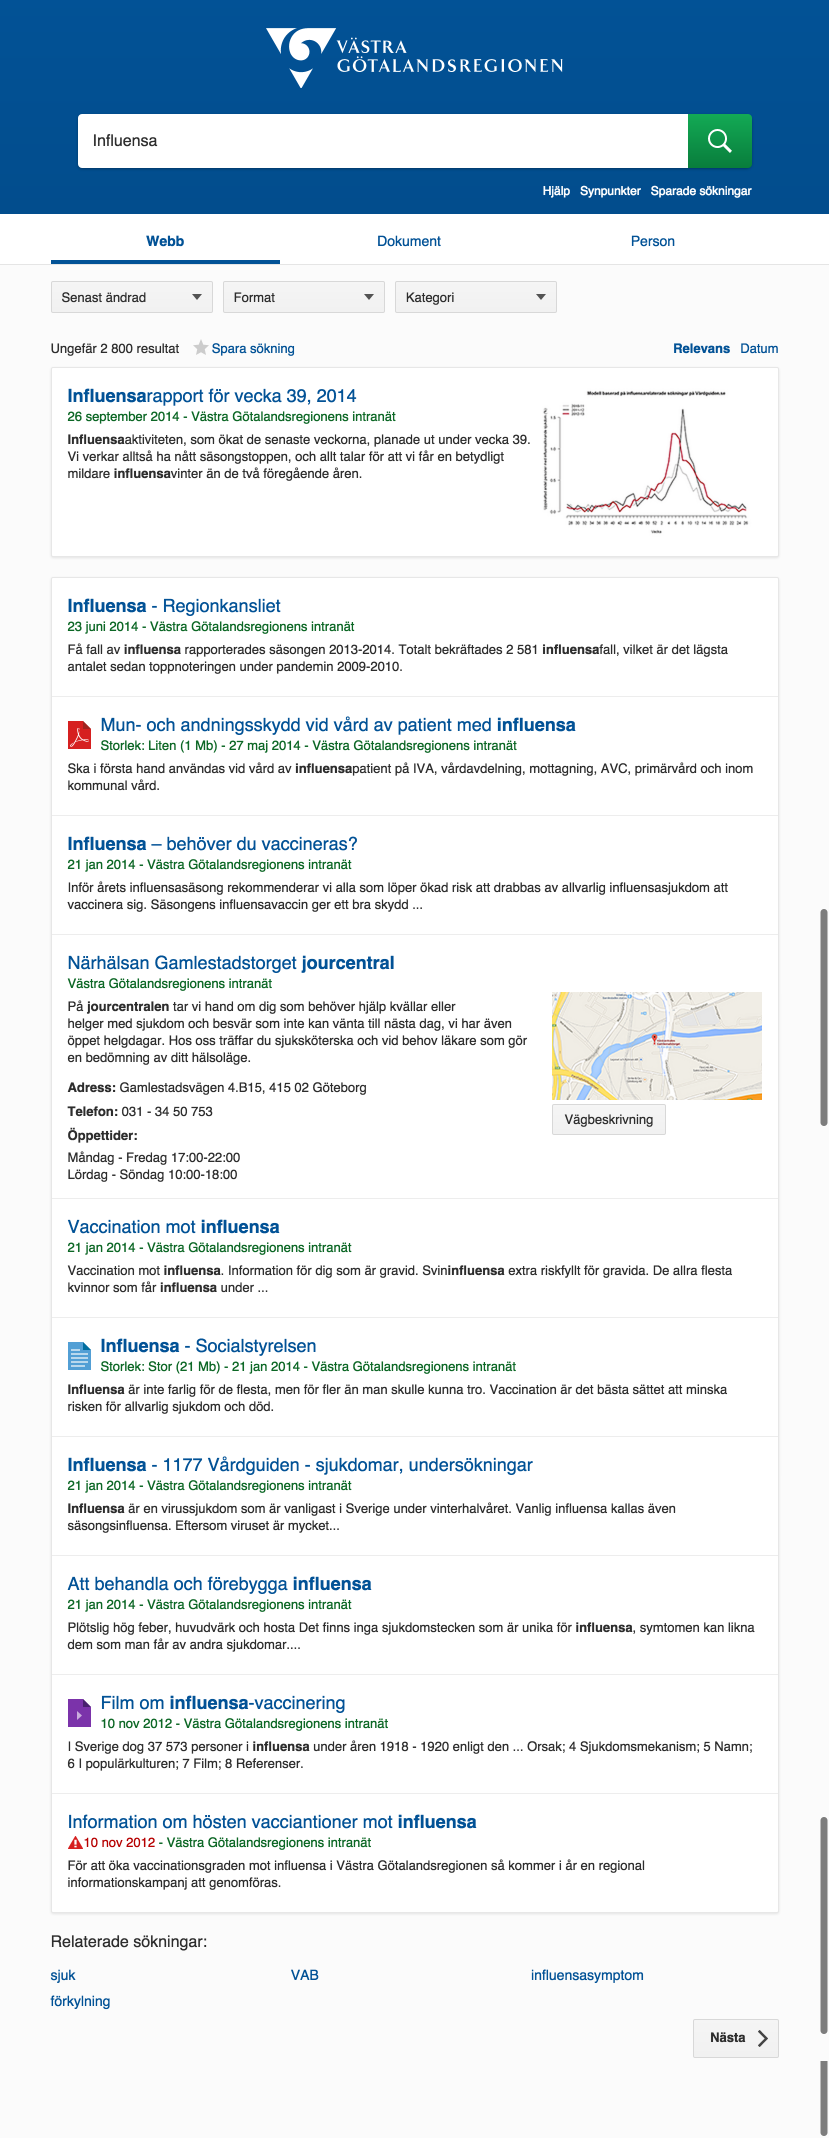 VÄSTRA
GÖTALANDSREGIONEN
Influensa
Hjälp Synpunkter Sparade sökningar
Webb Dokument Person
Senast ändrad Format Kategori
Ungefär 2 800 resultat Spara sökning Relevans Datum
Influensarapport för vecka 39, 2014
26 september 2014 - Västra Götalandsregionens intranät
Influensaaktiviteten, som ökat de senaste veckorna, planade ut under vecka 39.
Vi verkar alltså ha nått säsongstoppen, och allt talar för att vi får en betydligt
mildare influensavinter än de två föregående åren.
Modell baserad på influensarelaterade sökningar på Vårdguiden.se
Vecka
Influensa - Regionkansliet
23 juni 2014 - Västra Götalandsregionens intranät
Få fall av influensa rapporterades säsongen 2013-2014. Totalt bekräftades 2 581 influensafall, vilket är det lägsta
antalet sedan toppnoteringen under pandemin 2009-2010.
Mun- och andningsskydd vid vård av patient med influensa
Storlek: Liten (1 Mb) - 27 maj 2014 - Västra Götalandsregionens intranät
Ska i första hand användas vid vård av influensapatient på IVA, vårdavdelning, mottagning, AVC, primärvård och inom
kommunal vård.
Influensa – behöver du vaccineras?
21 jan 2014 - Västra Götalandsregionens intranät
Inför årets influensasäsong rekommenderar vi alla som löper ökad risk att drabbas av allvarlig influensasjukdom att
vaccinera sig. Säsongens influensavaccin ger ett bra skydd ...
Närhälsan Gamlestadstorget jourcentral
Västra Götalandsregionens intranät
På jourcentralen tar vi hand om dig som behöver hjälp kvällar eller
helger med sjukdom och besvär som inte kan vänta till nästa dag, vi har även
öppet helgdagar. Hos oss träffar du sjuksköterska och vid behov läkare som gör
en bedömning av ditt hälsoläge.
Adress: Gamlestadsvägen 4.B15, 415 02 Göteborg
Telefon: 031 - 34 50 753
Öppettider:
Måndag - Fredag 17:00-22:00
Lördag - Söndag 10:00-18:00
Vägbeskrivning
Vaccination mot influensa
21 jan 2014 - Västra Götalandsregionens intranät
Vaccination mot influensa. Information för dig som är gravid. Svininfluensa extra riskfyllt för gravida. De allra flesta
kvinnor som får influensa under ...
Influensa - Socialstyrelsen
Storlek: Stor (21 Mb) - 21 jan 2014 - Västra Götalandsregionens intranät
Influensa är inte farlig för de flesta, men för fler än man skulle kunna tro. Vaccination är det bästa sättet att minska
risken för allvarlig sjukdom och död.
Influensa - 1177 Vårdguiden - sjukdomar, undersökningar
21 jan 2014 - Västra Götalandsregionens intranät
Influensa är en virussjukdom som är vanligast i Sverige under vinterhalvåret. Vanlig influensa kallas även
säsongsinfluensa. Eftersom viruset är mycket...
Att behandla och förebygga influensa
21 jan 2014 - Västra Götalandsregionens intranät
Plötslig hög feber, huvudvärk och hosta Det finns inga sjukdomstecken som är unika för influensa, symtomen kan likna
dem som man får av andra sjukdomar....
Film om influensa-vaccinering
10 nov 2012 - Västra Götalandsregionens intranät
I Sverige dog 37 573 personer i influensa under åren 1918 - 1920 enligt den ... Orsak; 4 Sjukdomsmekanism; 5 Namn;
6 I populärkulturen; 7 Film; 8 Referenser.
Information om hösten vacciantioner mot influensa
10 nov 2012 - Västra Götalandsregionens intranät
För att öka vaccinationsgraden mot influensa i Västra Götalandsregionen så kommer i år en regional
informationskampanj att genomföras.
Relaterade sökningar:
sjuk VAB influensasymptom
förkylning
Nästa